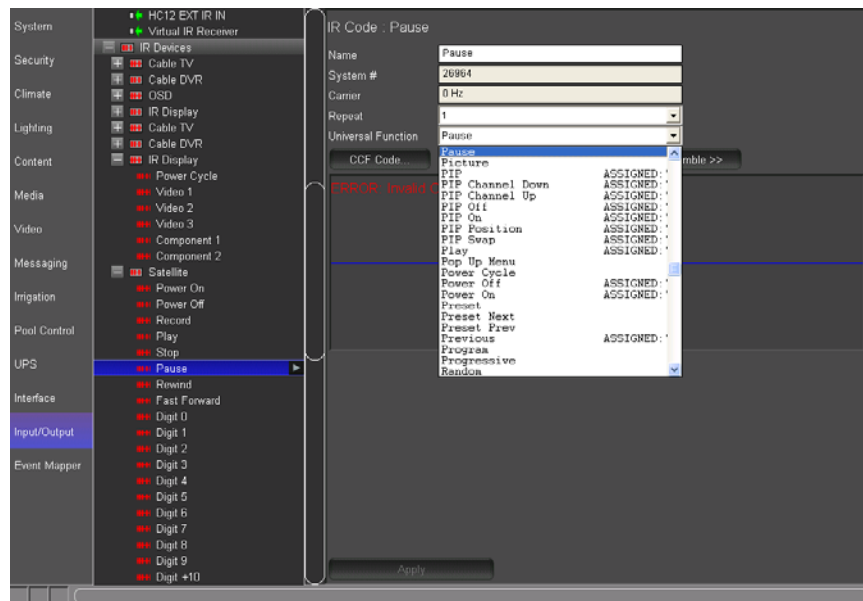 System
Security
Climate
Lighting
Content
Media
Video
Messaging
Irrigation
Pool Control
UPS
Interface
Input/Output
Event Mapper
HC12 EXT IR IN
Virtual IR Receiver
IR Devices
Cable TV
Cable DVR
OSD
IR Display
Cable TV
Cable DVR
IR Display
Power Cycle
Video 1
Video 2
Video 3
Component 1
Component 2
Satellite
Power On
Power Off
Record
Play
Stop
Pause
Rewind
Fast Forward
Digit 0
Digit 1
Digit 2
Digit 3
Digit 4
Digit 5
Digit 6
Digit 7
Digit 8
Digit 9
Digit +10
IR Code : Pause
Name Pause
System # 26964
Carrier 0 Hz
Repeat 1
Universal Function Pause
CCF Code... mble >>
ERROR: Invalid
Pause
Picture
PIP ASSIGNED:
PIP Channel Down ASSIGNED:
PIP Channel Up ASSIGNED:
PIP Off ASSIGNED:
PIP On ASSIGNED:
PIP Position ASSIGNED:
PIP Swap ASSIGNED:
Play ASSIGNED:
Pop Up Menu
Power Cycle
Power Off ASSIGNED:
Power On ASSIGNED:
Preset
Preset Next
Preset Prev
Previous ASSIGNED:
Program
Progressive
Random
Apply